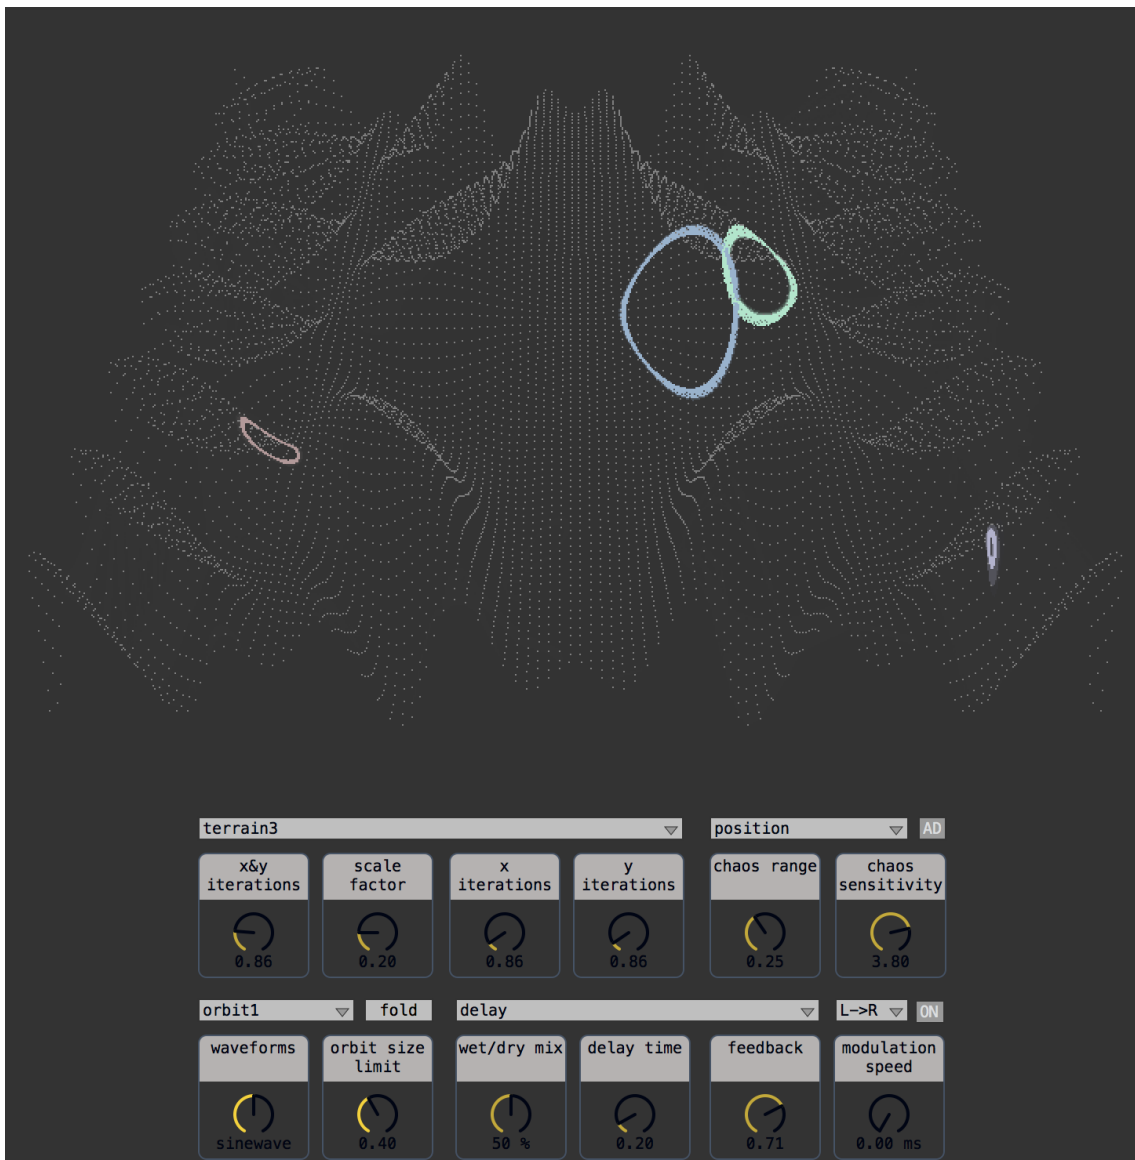 terrain3
position
AD
x&y
iterations
scale
factor
x
iterations
y
iterations
chaos range
chaos
sensitivity
0.86
0.20
0.86
0.86
0.25
3.80
orbit1
fold
delay
L->R
ON
waveforms
orbit size
limit
wet/dry mix
delay time
feedback
modulation
speed
sinewave
0.40
50 %
0.20
0.71
0.00 ms